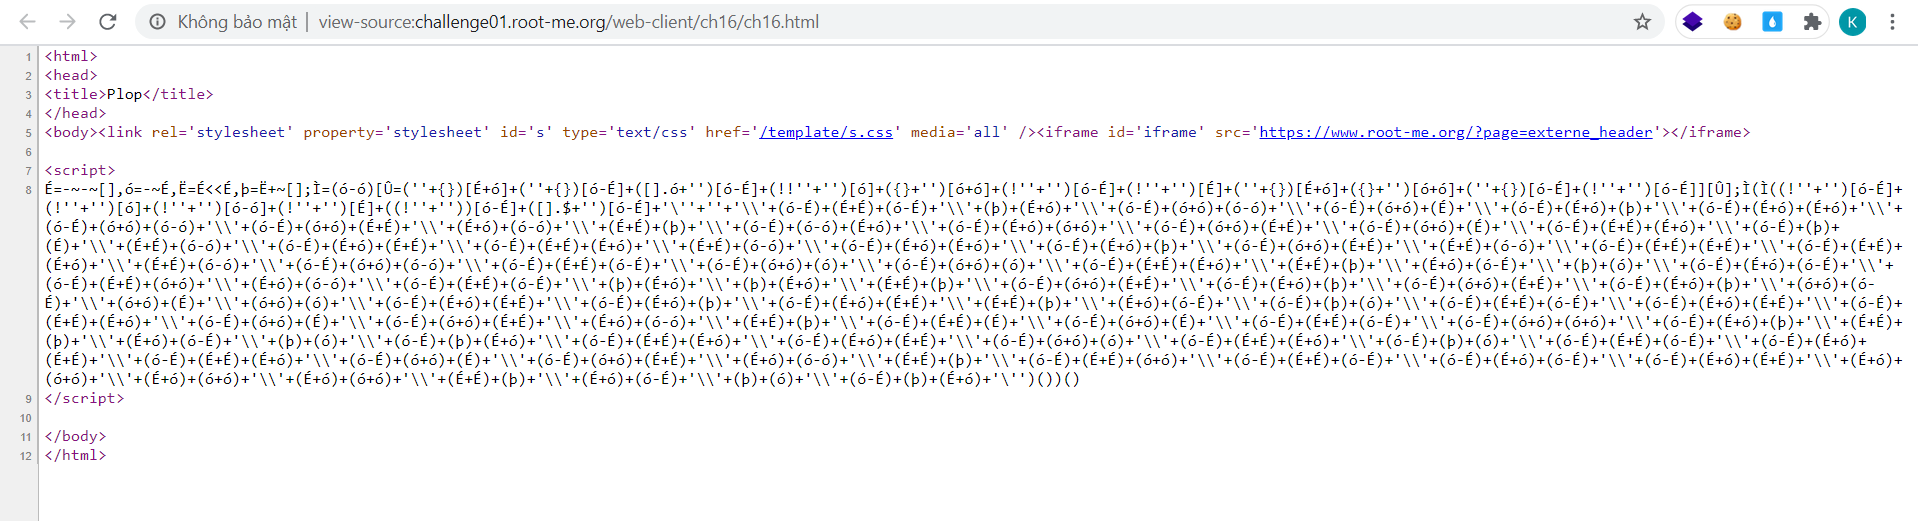 Không bảo mật | view-source:challenge01.root-me.org/web-client/ch16/ch16.html
K
1 <html>
2 <head>
3 <title>Plop</title>
4 </head>
5 <body><link rel='stylesheet' property='stylesheet' id='s' type='text/css' href='/template/s.css' media='all' /><iframe id='iframe' src='https://www.root-me.org/?page=externe_header'></iframe>
6
7 <script>
8 É=-~-~[],ó=-~É,Ë=É<<É,þ=Ë+~[];Ì=(ó-ó)[Û=(''+{})[É+ó]+(''+{})[ó-É]+([].ó+'')[ó-É]+(!!''+'')[ó]+({}+'')[ó+ó]+(!''+'')[ó-É]+(!''+'')[É]+(''+{})[É+ó]+({}+'')[ó+ó]+(''+{})[ó-É]+(!''+'')[ó-É]][Û];Ì(Ì((!''+'')[ó-É]+
(!''+'')[ó]+(!''+'')[ó-ó]+(!''+'')[É]+((!''+''))[ó-É]+([].$+'')[ó-É]+'\''+''+'\\'+(ó-É)+(É+É)+(ó-É)+'\\'+(þ)+(É+ó)+'\\'+(ó-É)+(ó+ó)+(ó-ó)+'\\'+(ó-É)+(ó+ó)+(É)+'\\'+(ó-É)+(É+ó)+(þ)+'\\'+(ó-É)+(É+ó)+(É+ó)+'\\'+
(ó-É)+(ó+ó)+(ó-ó)+'\\'+(ó-É)+(ó+ó)+(É+É)+'\\'+(É+ó)+(ó-ó)+'\\'+(É+É)+(þ)+'\\'+(ó-É)+(ó-ó)+(É+ó)+'\\'+(ó-É)+(É+ó)+(ó+ó)+'\\'+(ó-É)+(ó+ó)+(É+É)+'\\'+(ó-É)+(ó+ó)+(É)+'\\'+(ó-É)+(É+É)+(É+ó)+'\\'+(ó-É)+(þ)+
(É)+'\\'+(É+É)+(ó-ó)+'\\'+(ó-É)+(É+ó)+(É+É)+'\\'+(ó-É)+(É+É)+(É+ó)+'\\'+(É+É)+(ó-ó)+'\\'+(ó-É)+(É+ó)+(É+ó)+'\\'+(ó-É)+(É+ó)+(þ)+'\\'+(ó-É)+(ó+ó)+(É+É)+'\\'+(É+É)+(ó-ó)+'\\'+(ó-É)+(É+É)+(É+É)+'\\'+(ó-É)+(É+É)+
(É+ó)+'\\'+(É+É)+(ó-ó)+'\\'+(ó-É)+(ó+ó)+(ó-ó)+'\\'+(ó-É)+(É+É)+(ó-É)+'\\'+(ó-É)+(ó+ó)+(ó)+'\\'+(ó-É)+(ó+ó)+(ó)+'\\'+(ó-É)+(É+É)+(É+ó)+'\\'+(É+É)+(þ)+'\\'+(É+ó)+(ó-É)+'\\'+(þ)+(ó)+'\\'+(ó-É)+(É+ó)+(ó-É)+'\\'+
(ó-É)+(É+É)+(ó+ó)+'\\'+(É+ó)+(ó-ó)+'\\'+(ó-É)+(É+É)+(ó-É)+'\\'+(þ)+(É+ó)+'\\'+(þ)+(É+ó)+'\\'+(É+É)+(þ)+'\\'+(ó-É)+(ó+ó)+(É+É)+'\\'+(ó-É)+(É+ó)+(þ)+'\\'+(ó-É)+(ó+ó)+(É+É)+'\\'+(ó-É)+(É+ó)+(þ)+'\\'+(ó+ó)+(ó-
É)+'\\'+(ó+ó)+(É)+'\\'+(ó+ó)+(ó)+'\\'+(ó-É)+(É+ó)+(É+É)+'\\'+(ó-É)+(É+ó)+(þ)+'\\'+(ó-É)+(É+ó)+(É+É)+'\\'+(É+É)+(þ)+'\\'+(É+ó)+(ó-É)+'\\'+(ó-É)+(þ)+(ó)+'\\'+(ó-É)+(É+É)+(ó-É)+'\\'+(ó-É)+(É+ó)+(É+É)+'\\'+(ó-É)+
(É+É)+(É+ó)+'\\'+(ó-É)+(ó+ó)+(É)+'\\'+(ó-É)+(ó+ó)+(É+É)+'\\'+(É+ó)+(ó-ó)+'\\'+(É+É)+(þ)+'\\'+(ó-É)+(É+É)+(É)+'\\'+(ó-É)+(ó+ó)+(É)+'\\'+(ó-É)+(É+É)+(ó-É)+'\\'+(ó-É)+(ó+ó)+(ó+ó)+'\\'+(ó-É)+(É+ó)+(þ)+'\\'+(É+É)+
(þ)+'\\'+(É+ó)+(ó-É)+'\\'+(þ)+(ó)+'\\'+(ó-É)+(þ)+(É+ó)+'\\'+(ó-É)+(É+É)+(É+ó)+'\\'+(ó-É)+(É+ó)+(É+É)+'\\'+(ó-É)+(ó+ó)+(ó)+'\\'+(ó-É)+(É+É)+(É+ó)+'\\'+(ó-É)+(þ)+(ó)+'\\'+(ó-É)+(É+É)+(ó-É)+'\\'+(ó-É)+(É+ó)+
(É+É)+'\\'+(ó-É)+(É+É)+(É+ó)+'\\'+(ó-É)+(ó+ó)+(É)+'\\'+(ó-É)+(ó+ó)+(É+É)+'\\'+(É+ó)+(ó-ó)+'\\'+(É+É)+(þ)+'\\'+(ó-É)+(É+É)+(ó+ó)+'\\'+(ó-É)+(É+É)+(ó-É)+'\\'+(ó-É)+(É+ó)+(ó-É)+'\\'+(ó-É)+(É+ó)+(É+É)+'\\'+(É+ó)+
(ó+ó)+'\\'+(É+ó)+(ó+ó)+'\\'+(É+ó)+(ó+ó)+'\\'+(É+É)+(þ)+'\\'+(É+ó)+(ó-É)+'\\'+(þ)+(ó)+'\\'+(ó-É)+(þ)+(É+ó)+'\'')())()
9 </script>
10
11 </body>
12 </html>